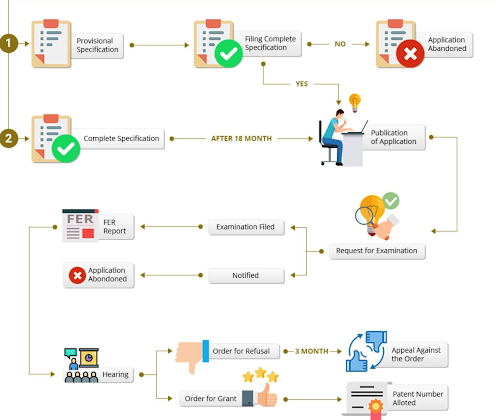 1
Provisional
Specification
Filing Complete
Specification
NO
Application
Abandoned
YES
2
Complete Specification
AFTER 18 MONTH
Publication
of Application
FER
FER
Report
Examination Filed
Request for Examination
Application
Abondoned
Notified
Hearing
Order for Refusal
3 MONTH
Appeal Against
the Order
Order for Grant
Patent Number
Alloted